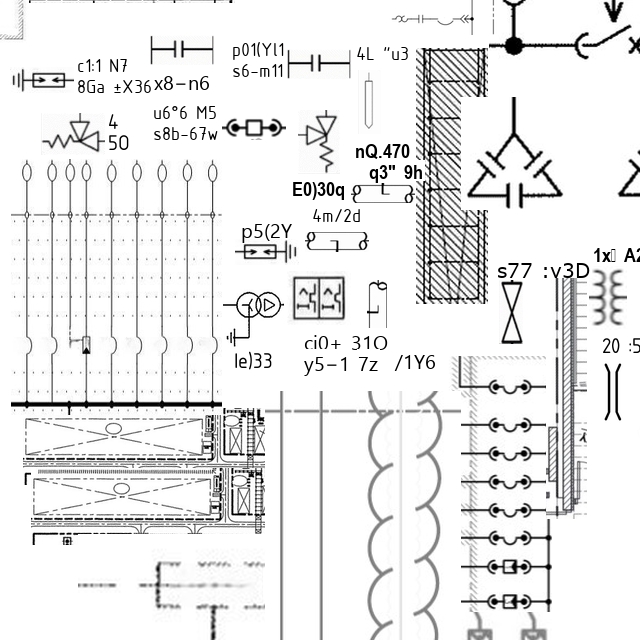 p01(Yl1
s6-m11
4L “u3
c1:1 N7
8Ga ±X36
x8-n6
u6°6 M5
s8b-67w
4
50
nQ.470
q3" 9h
E0)30q
4m/2d
p5(2Y
s77 :v3D
1x A2
20 :5
le)33
ci0+ 31O
y5-1 7z
/1Y6